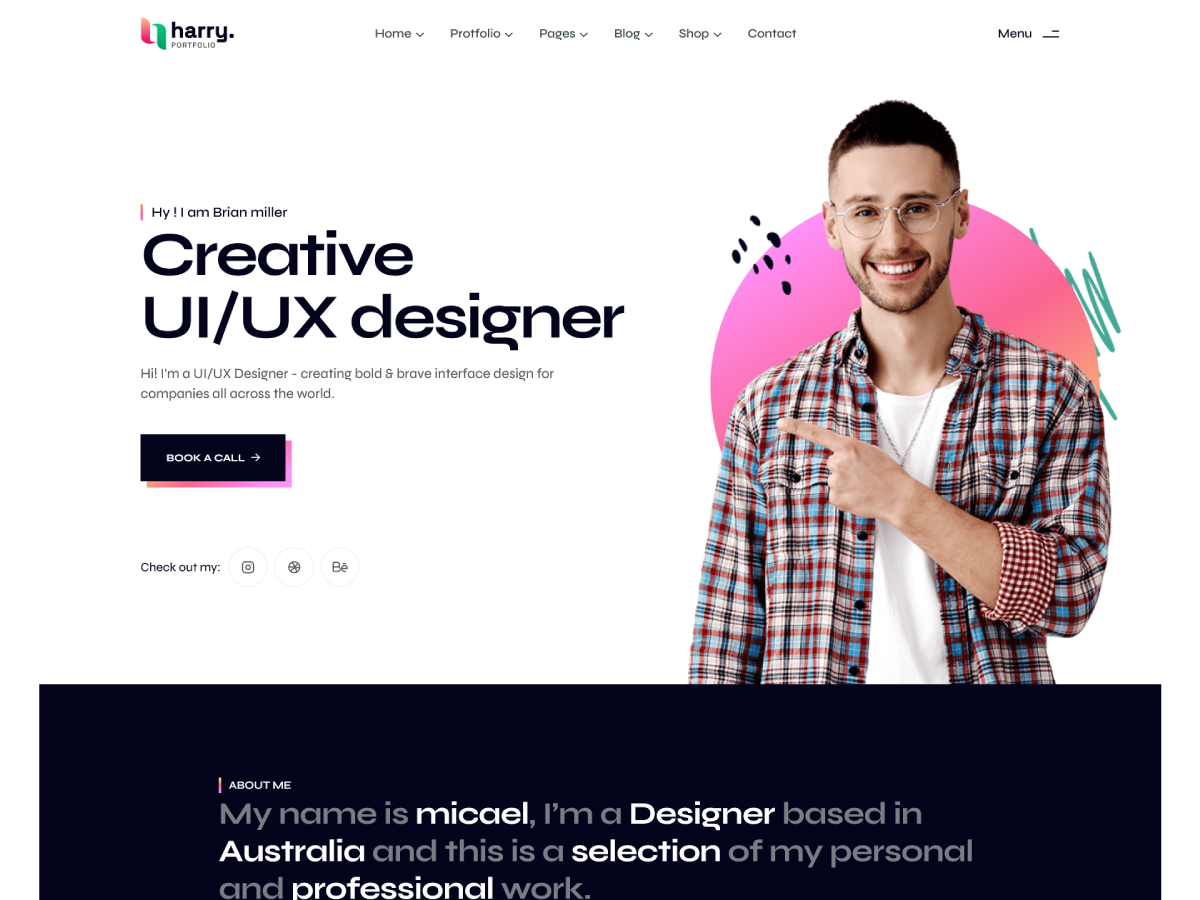 harry.
PORTFOLIO
Home Protfolio Pages Blog Shop Contact Menu
Hy ! I am Brian miller
Creative
UI/UX designer
Hi! I'm a UI/UX Designer - creating bold & brave interface design for
companies all across the world.
BOOK A CALL →
Check out my: Bē
ABOUT ME
My name is micael, I’m a Designer based in
Australia and this is a selection of my personal
and professional work.